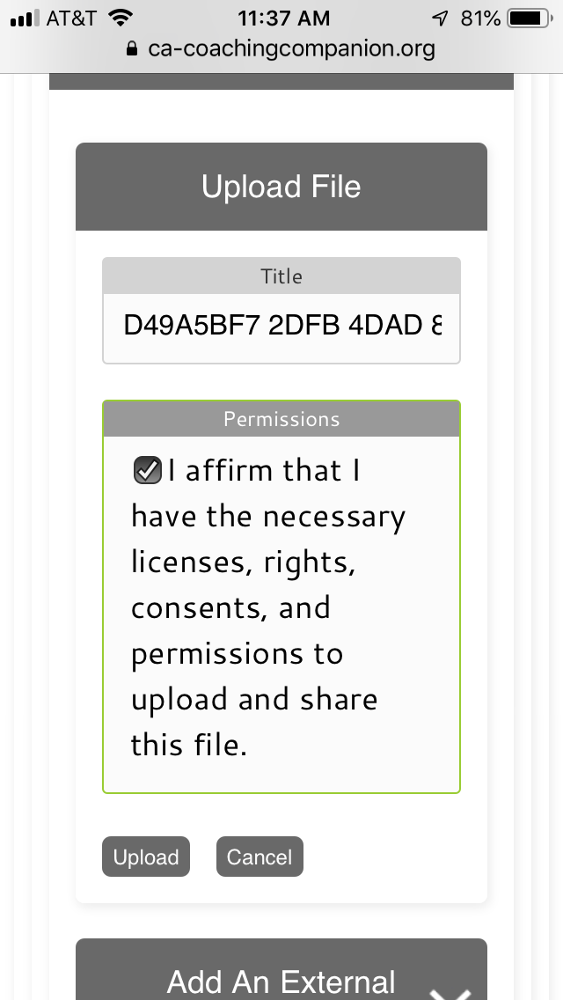 AT&T 11:37 AM 81%
ca-coachingcompanion.org
Upload File
Title
D49A5BF7 2DFB 4DAD 8
Permissions
I affirm that I
have the necessary
licenses, rights,
consents, and
permissions to
upload and share
this file.
Upload Cancel
Add An External